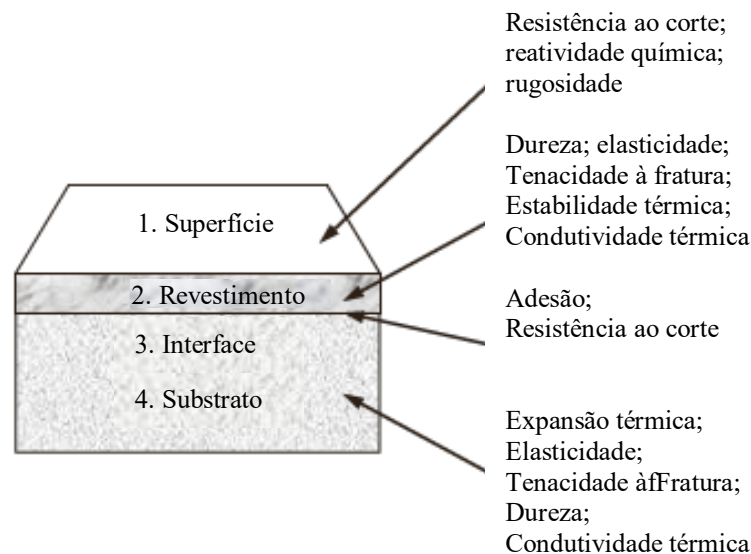 Resistência ao corte;
reatividade química;
rugosidade
Dureza; elasticidade;
Tenacidade à fratura;
Estabilidade térmica;
Condutividade térmica
1. Superfície
2. Revestimento
3. Interface
4. Substrato
Adesão;
Resistência ao corte
Expansão térmica;
Elasticidade;
Tenacidade àfFratura;
Dureza;
Condutividade térmica